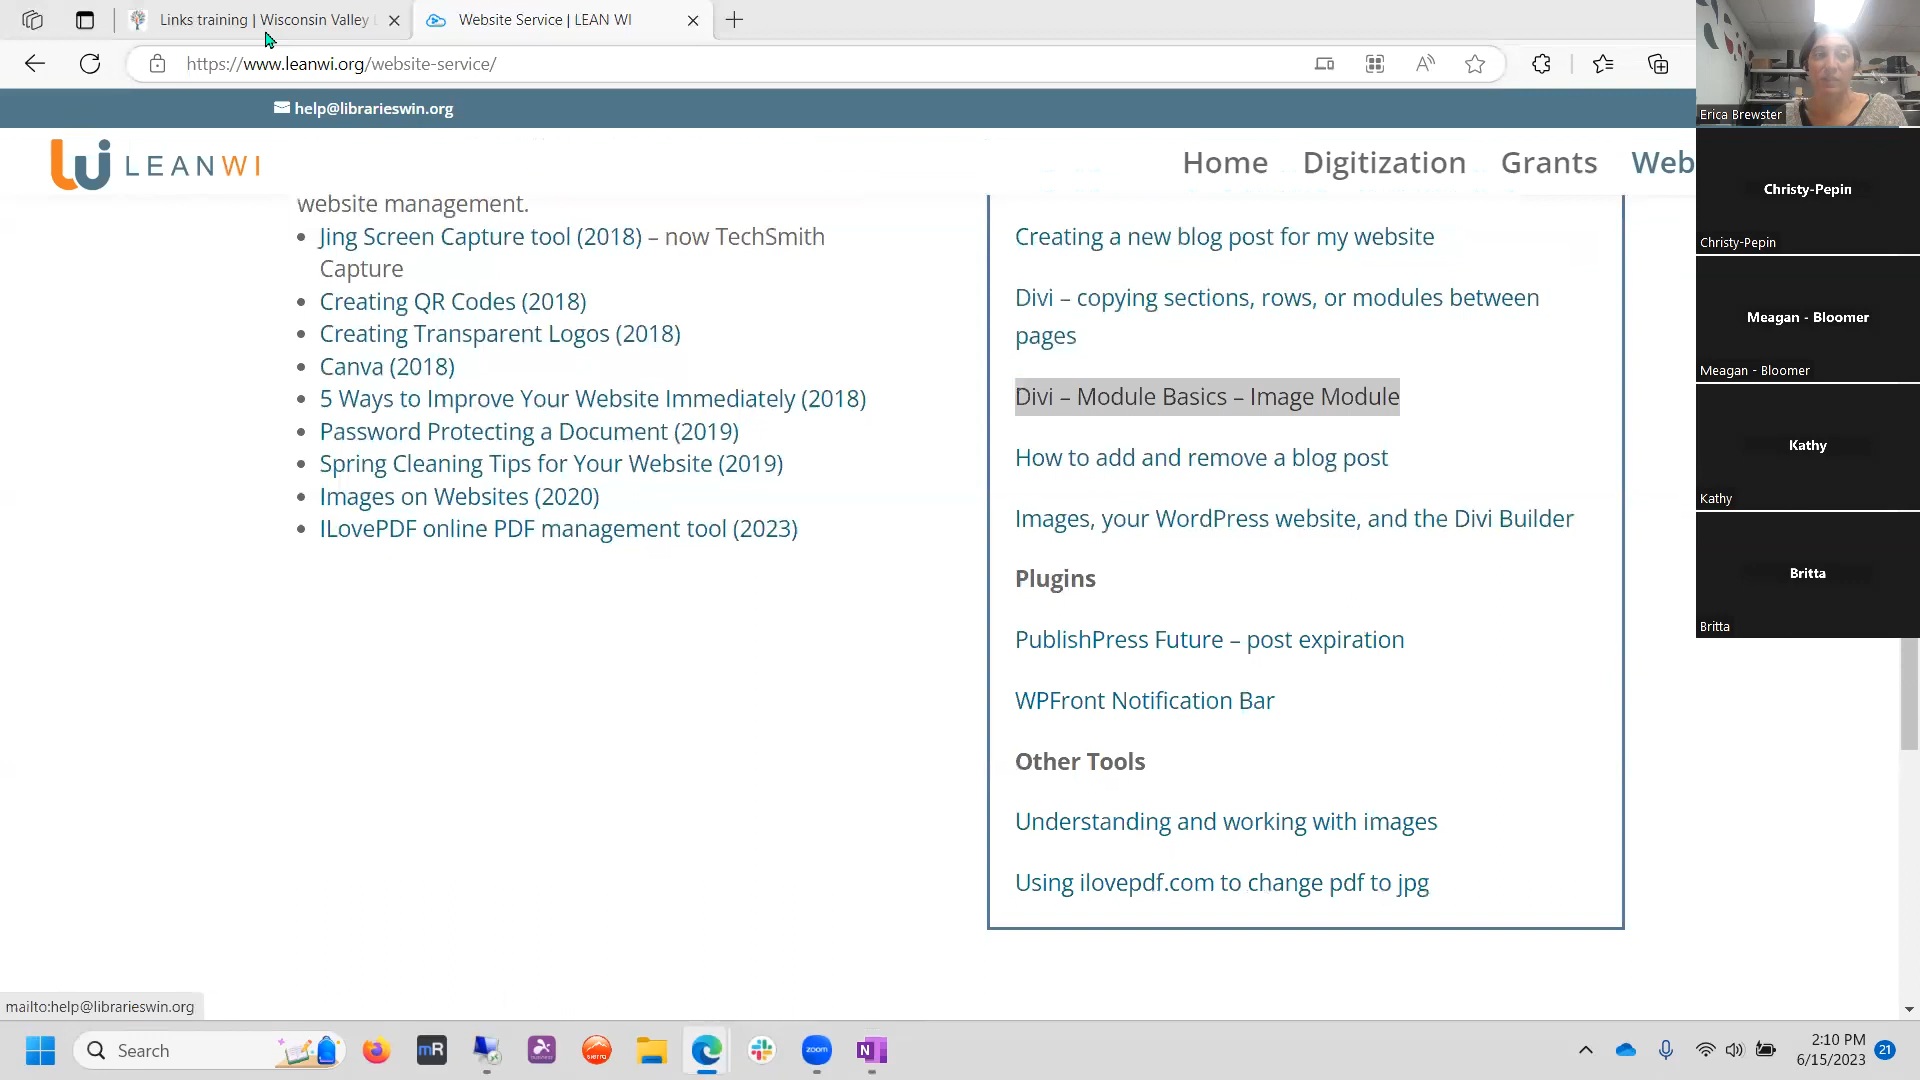 Links training | Wisconsin Valley
Website Service | LEAN WI
https://www.leanwi.org/website-service/
help@librarieswin.org
LEANWI
Home
Digitization
Grants
Web
website management.
Jing Screen Capture tool (2018) – now TechSmith
Capture
Creating QR Codes (2018)
Creating Transparent Logos (2018)
Canva (2018)
5 Ways to Improve Your Website Immediately (2018)
Password Protecting a Document (2019)
Spring Cleaning Tips for Your Website (2019)
Images on Websites (2020)
ILovePDF online PDF management tool (2023)
Creating a new blog post for my website
Divi – copying sections, rows, or modules between
pages
Divi – Module Basics – Image Module
How to add and remove a blog post
Images, your WordPress website, and the Divi Builder
Plugins
PublishPress Future – post expiration
WPFront Notification Bar
Other Tools
Understanding and working with images
Using ilovepdf.com to change pdf to jpg
Erica Brewster
Christy-Pepin
Christy-Pepin
Meagan - Bloomer
Meagan - Bloomer
Kathy
Kathy
Britta
Britta
mailto:help@librarieswin.org
Search
mR
sierra
zoom
N
2:10 PM
6/15/2023
21